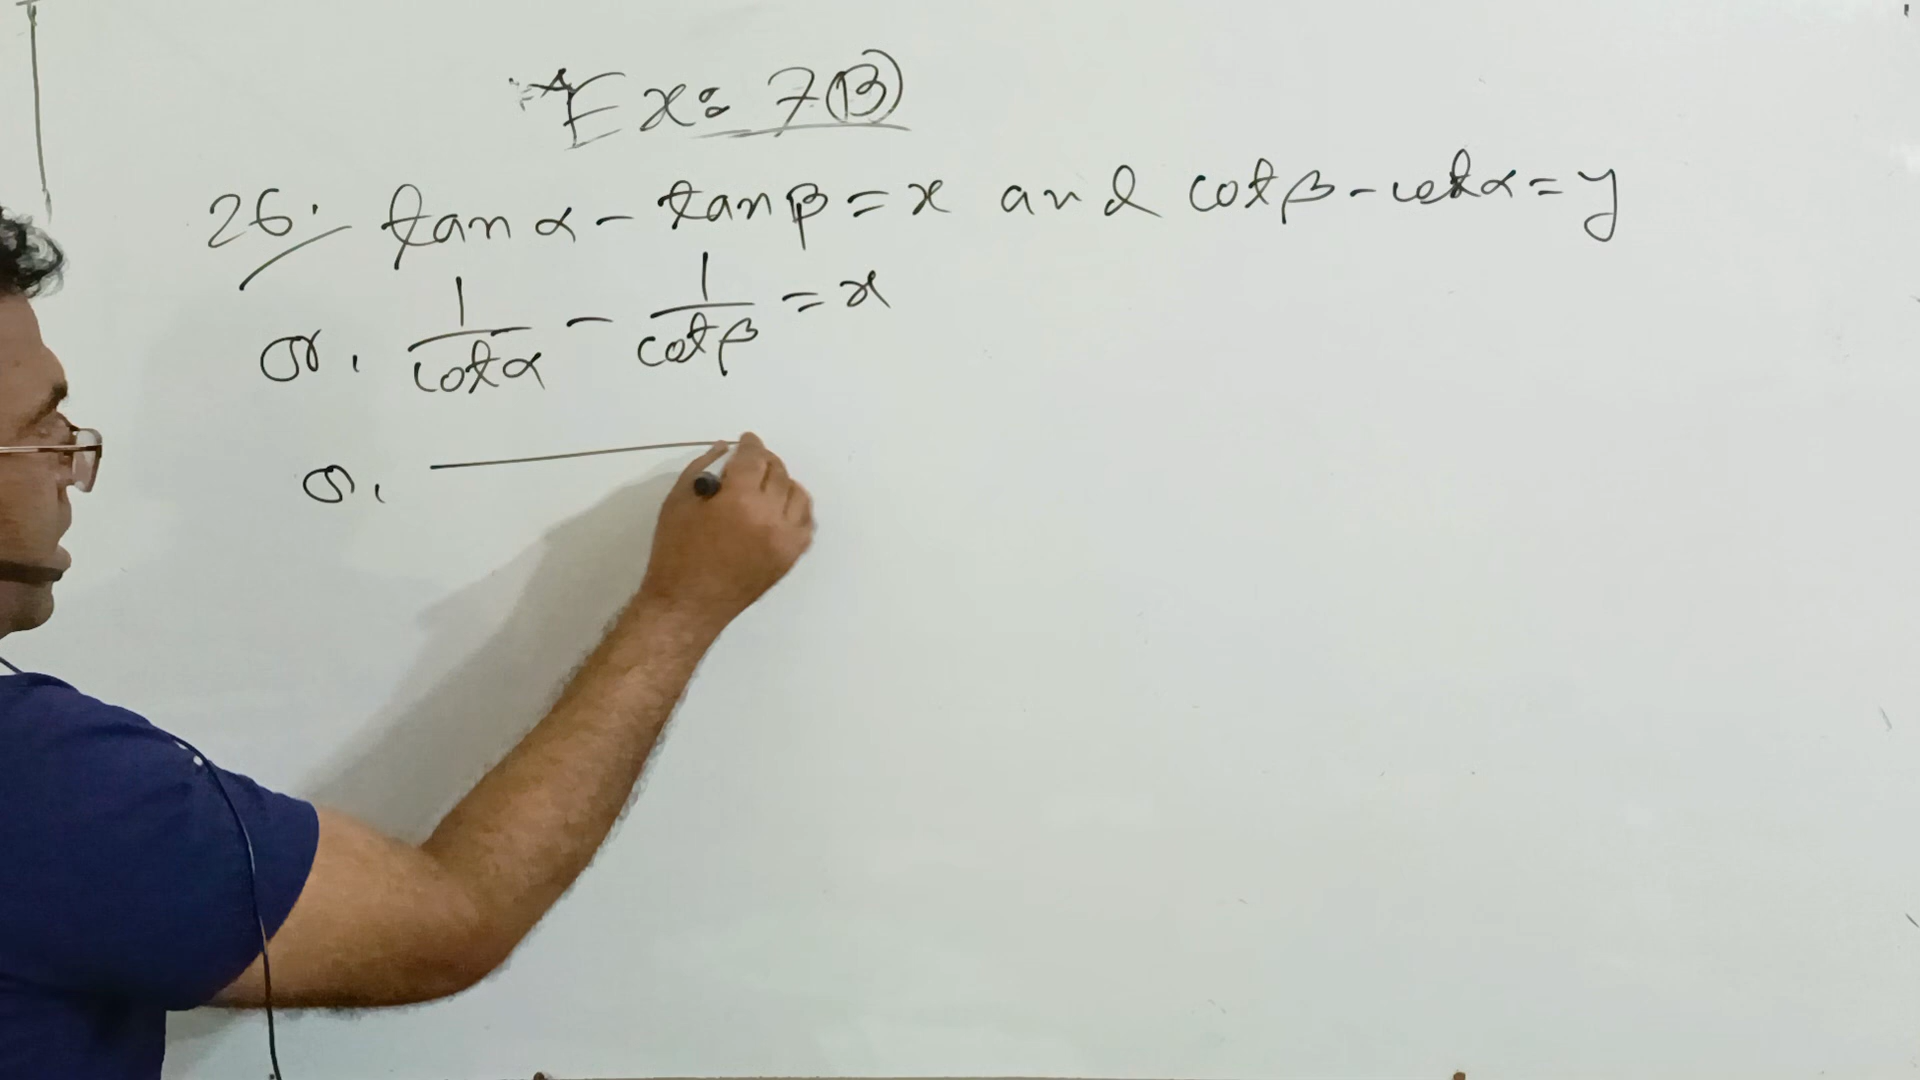 Ex: 7(B)
26. tan α - tan β = x and cot β - cot α = y
or, 1/cot α - 1/cot β = x
or,